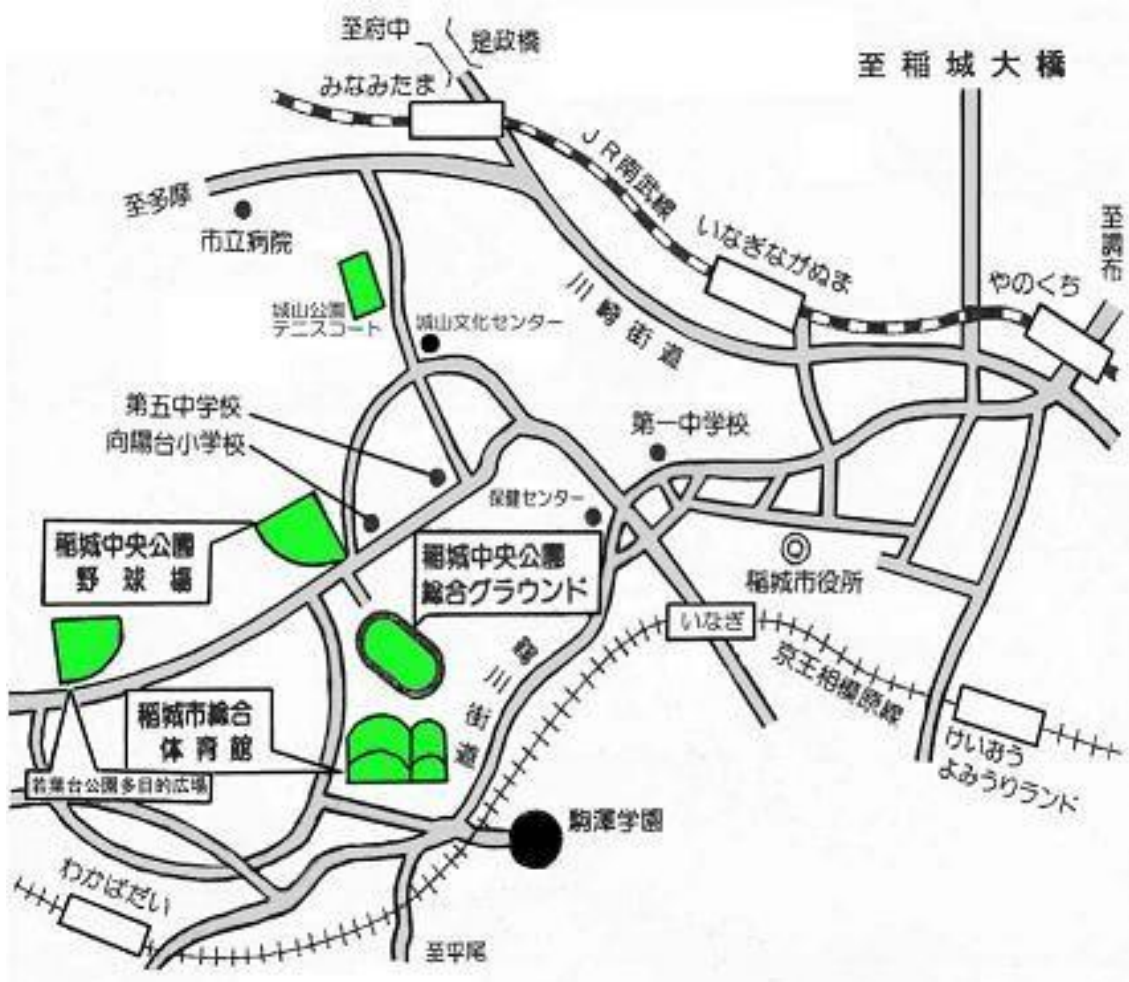 至府中
是政橋
至稲城大橋
みなみたま
JR南武線
至多摩
市立病院
いなぎながぬま
至調布
やのくち
川崎街道
城山公園
テニスコート
城山文化センター
第五中学校
向陽台小学校
第一中学校
保健センター
稲城中央公園
野球場
稲城中央公園
総合グラウンド
稲城市役所
いなぎ
鶴川街道
京王相模原線
稲城市総合
体育館
けいおう
よみうりランド
若葉台公園多目的広場
駒澤学園
わかばだい
至平尾